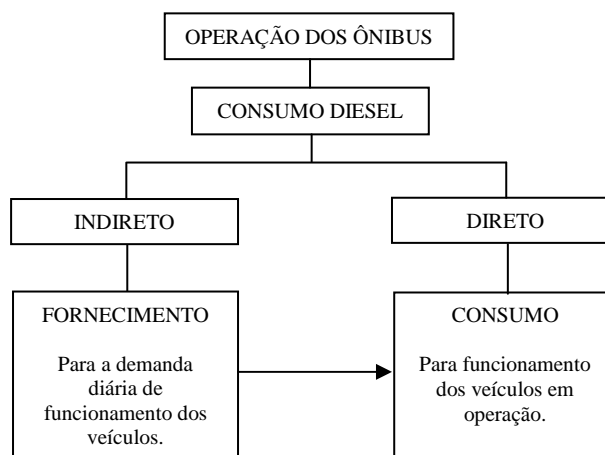 OPERAÇÃO DOS ÔNIBUS
CONSUMO DIESEL
INDIRETO
DIRETO
FORNECIMENTO
Para a demanda
diária de
funcionamento dos
veículos.
CONSUMO
Para funcionamento
dos veículos em
operação.